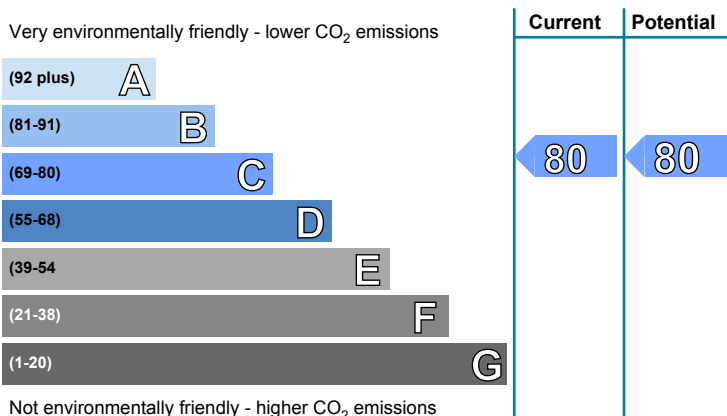 Very environmentally friendly - lower CO₂ emissions
Current
Potential
(92 plus) A
(81-91) B
(69-80) C
80
80
(55-68) D
(39-54 E
(21-38) F
(1-20) G
Not environmentally friendly - higher CO₂ emissions